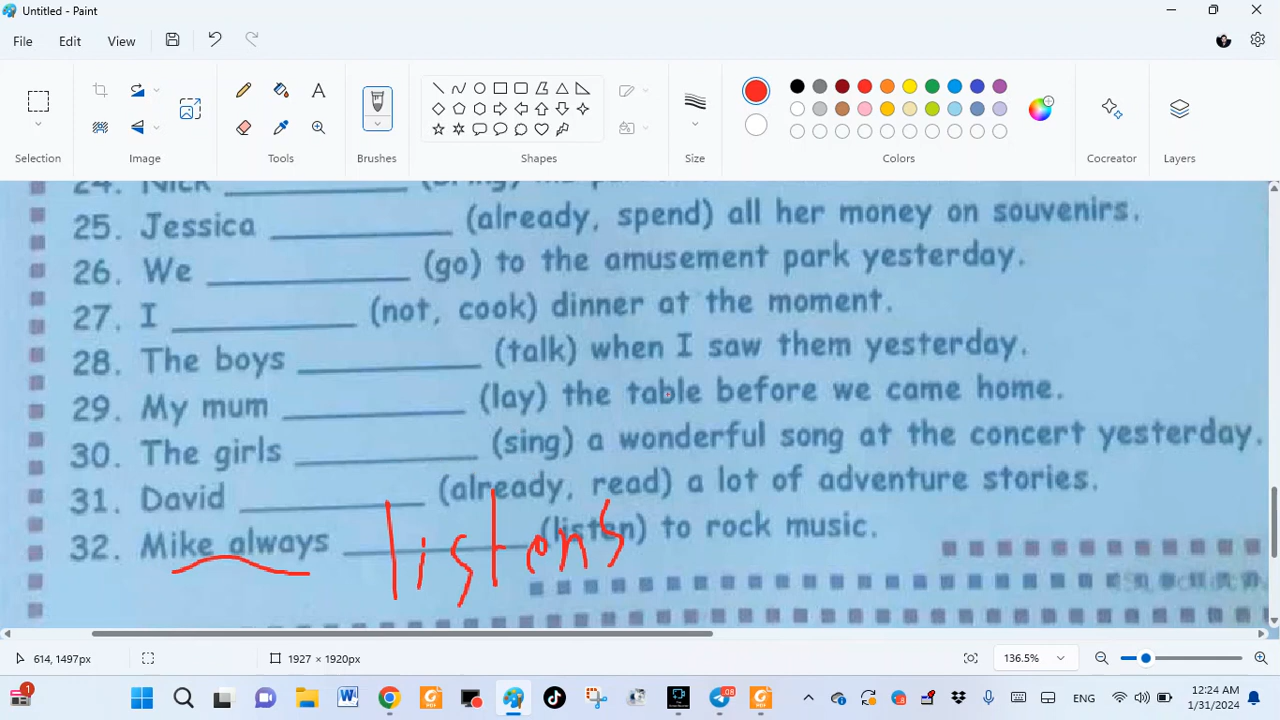 Untitled - Paint
File Edit View
Selection Image Tools Brushes Shapes Size Colors Cocreator Layers
24. Nick ____________
25. Jessica ____________ (already, spend) all her money on souvenirs.
26. We ____________ (go) to the amusement park yesterday.
27. I ____________ (not, cook) dinner at the moment.
28. The boys ____________ (talk) when I saw them yesterday.
29. My mum ____________ (lay) the table before we came home.
30. The girls ____________ (sing) a wonderful song at the concert yesterday.
31. David ____________ (already, read) a lot of adventure stories.
32. Mike always ____________ (listen) to rock music.
listens
614, 1497px 1927 × 1920px 136.5%
1 08 ENG 12:24 AM
1/31/2024